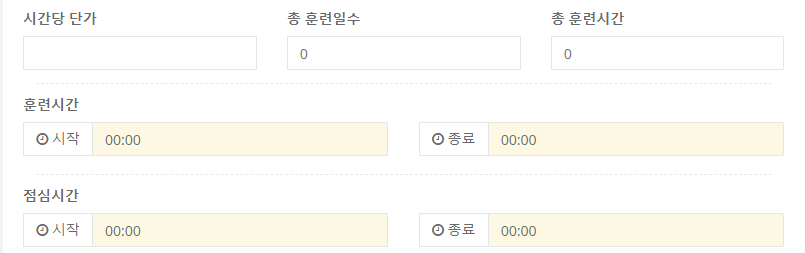 시간당 단가 총 훈련일수 총 훈련시간
0 0
훈련시간
시작 00:00 종료 00:00
점심시간
시작 00:00 종료 00:00